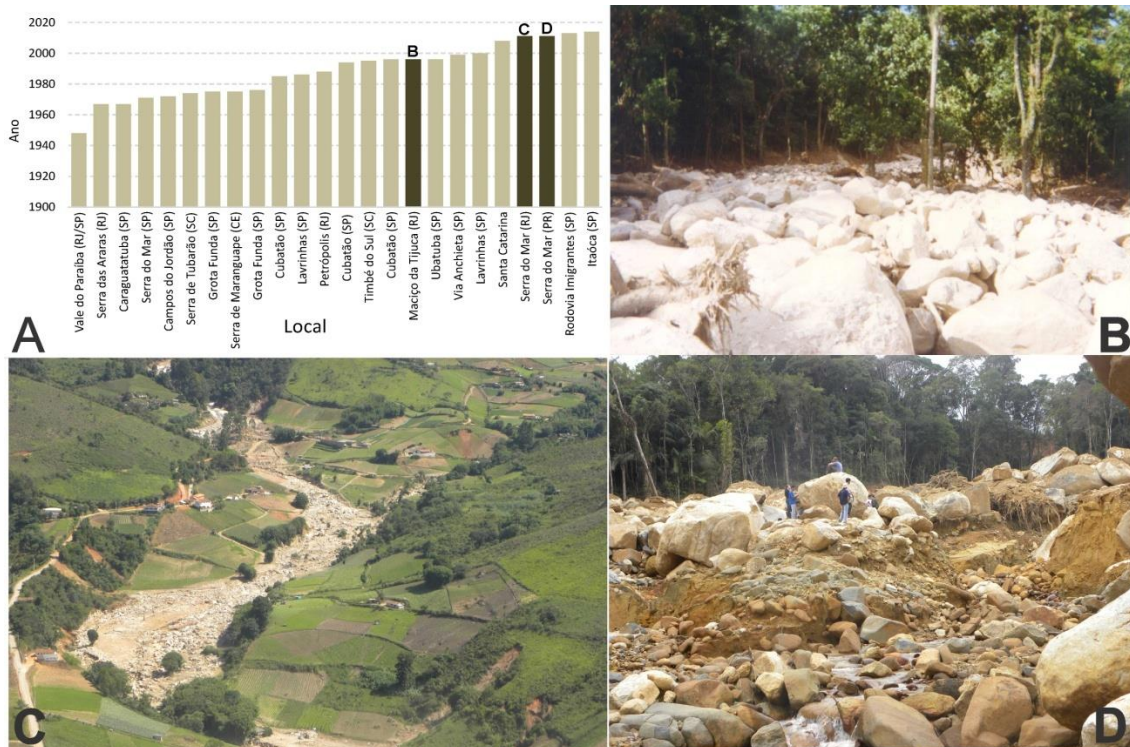 2020
2000
1980
1960
1940
1920
1900
Ano
B
C
D
Vale do Paraiba (RJ/SP)
Serra das Araras (RJ)
Caraguatatuba (SP)
Serra do Mar (SP)
Campos do Jordão (SP)
Serra de Tubarão (SC)
Grota Funda (SP)
Serra de Maranguape (CE)
Grota Funda (SP)
Cubatão (SP)
Lavrinhas (SP)
Petrópolis (RJ)
Cubatão (SP)
Timbé do Sul (SC)
Cubatão (SP)
Maciço da Tijuca (RJ)
Ubatuba (SP)
Via Anchieta (SP)
Lavrinhas (SP)
Santa Catarina
Serra do Mar (RJ)
Serra do Mar (PR)
Rodovia Imigrantes (SP)
Itaóca (SP)
Local
A
B
C
D